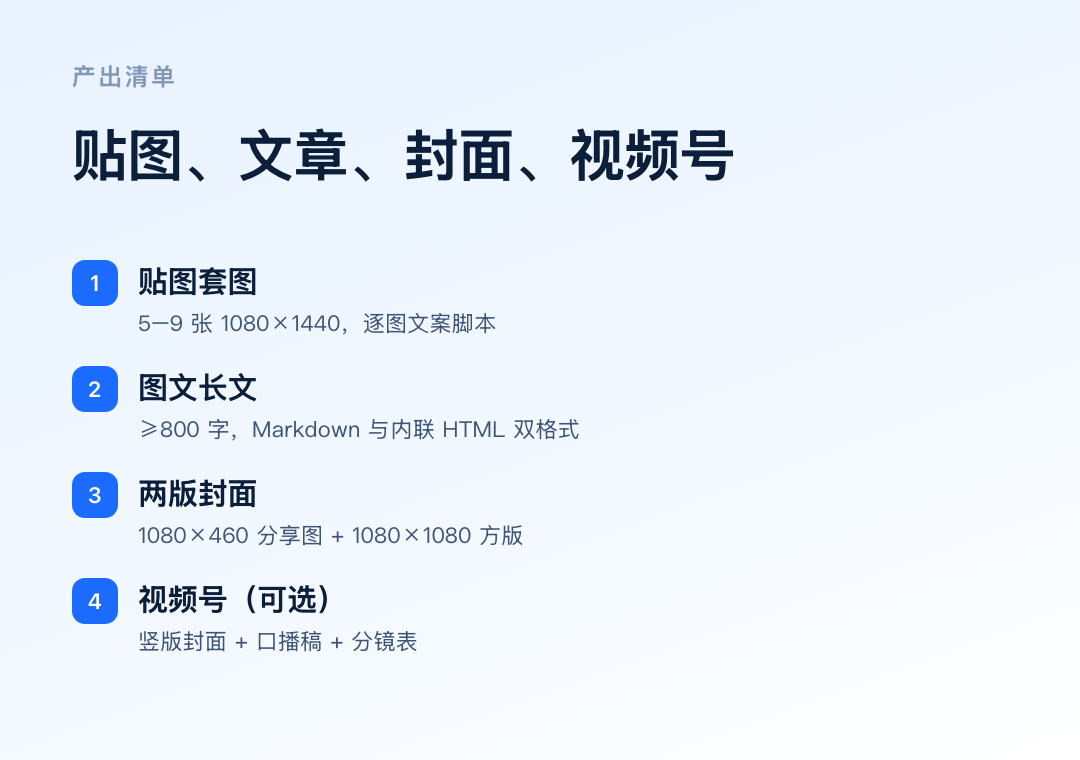 产出清单
贴图、文章、封面、视频号
1
贴图套图
5–9 张 1080×1440，逐图文案脚本
2
图文长文
≥800 字，Markdown 与内联 HTML 双格式
3
两版封面
1080×460 分享图 + 1080×1080 方版
4
视频号（可选）
竖版封面 + 口播稿 + 分镜表